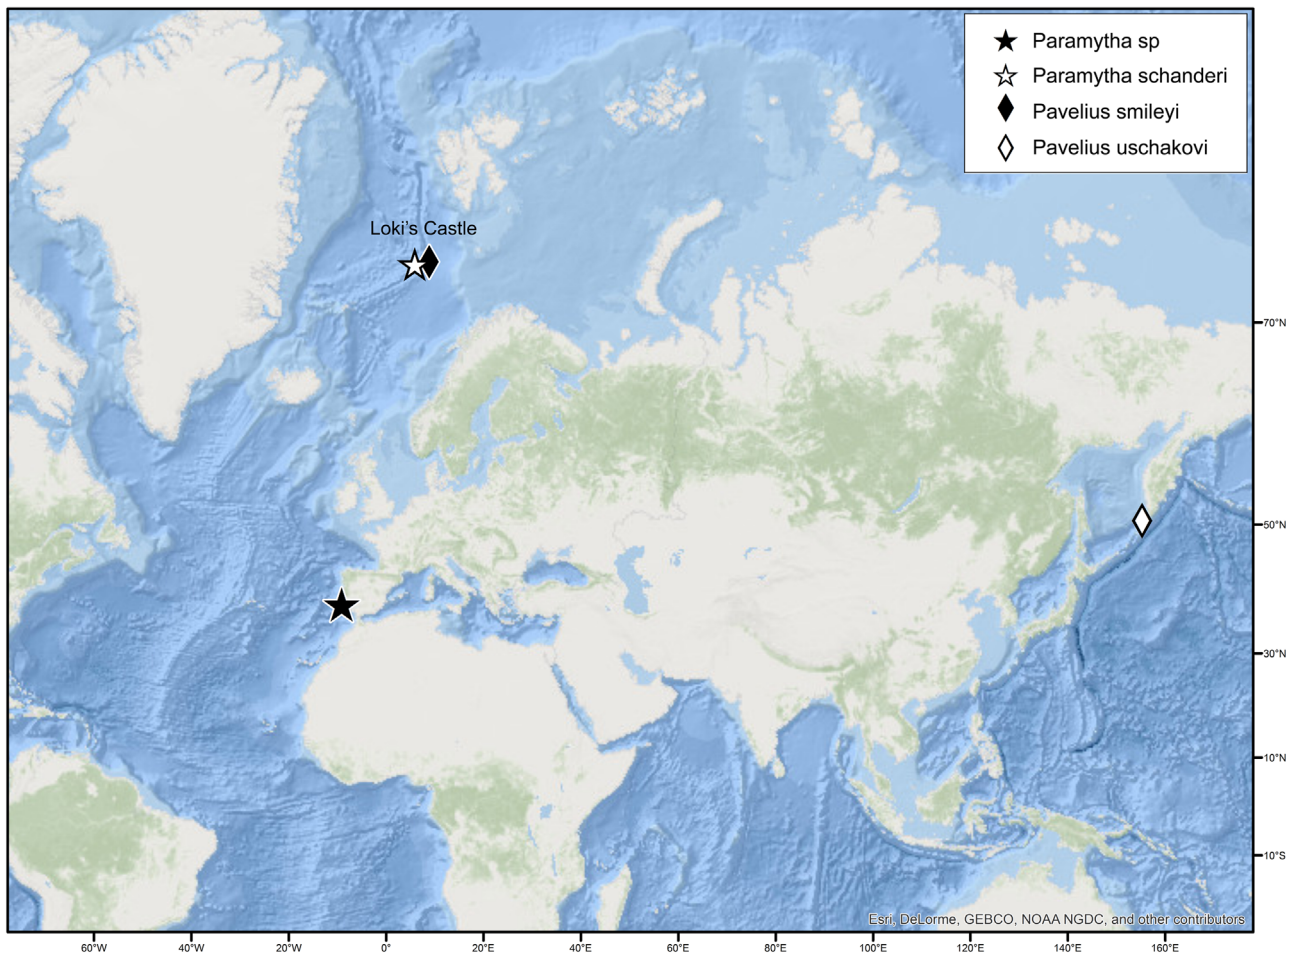 Paramytha sp
Paramytha schanderi
Pavelius smileyi
Pavelius uschakovi
Loki's Castle
70°N
50°N
30°N
10°N
10°S
Esri, DeLorme, GEBCO, NOAA NGDC, and other contributors
60°W 40°W 20°W 0° 20°E 40°E 60°E 80°E 100°E 120°E 140°E 160°E